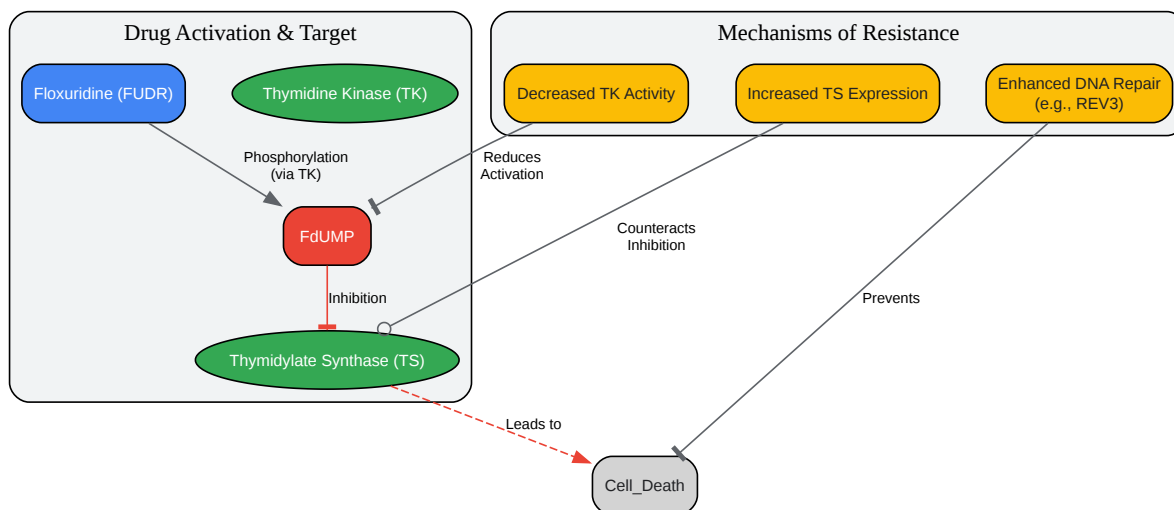 Drug Activation & Target
Mechanisms of Resistance
Floxuridine (FUDR)
Thymidine Kinase (TK)
Decreased TK Activity
Increased TS Expression
Enhanced DNA Repair
(e.g., REV3)
Phosphorylation
(via TK)
Reduces
Activation
FdUMP
Counteracts
Inhibition
Inhibition
Prevents
Thymidylate Synthase (TS)
Leads to
Cell_Death